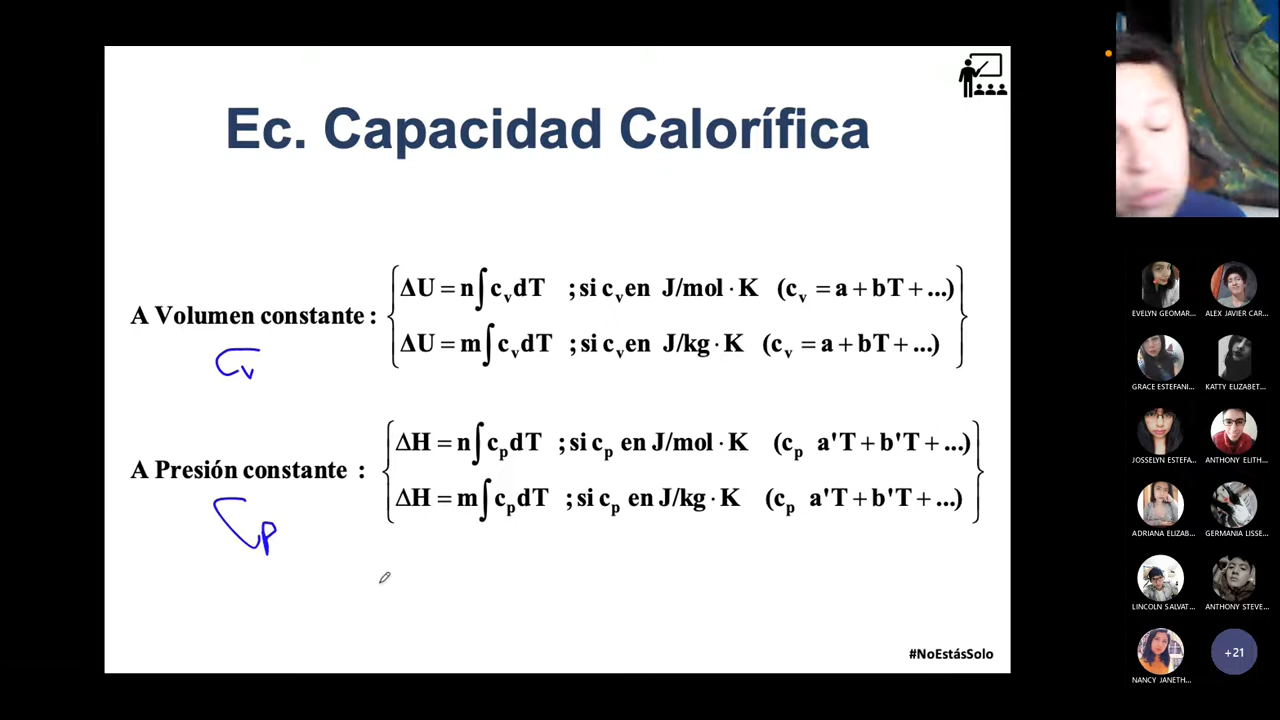 Ec. Capacidad Calorífica
A Volumen constante :
ΔU = n∫c_v dT ; si c_v en J/mol · K (c_v = a + bT + ...)
ΔU = m∫c_v dT ; si c_v en J/kg · K (c_v = a + bT + ...)
C_v
A Presión constante :
ΔH = n∫c_p dT ; si c_p en J/mol · K (c_p a'T + b'T + ...)
ΔH = m∫c_p dT ; si c_p en J/kg · K (c_p a'T + b'T + ...)
C_p
#NoEstásSolo
EVELYN GEOMAR...
ALEX JAVIER CAR...
GRACE ESTEFANI...
KATTY ELIZABET...
JOSSELYN ESTEFA...
ANTHONY ELITH...
ADRIANA ELIZAB...
GERMANIA LISSE...
LINCOLN SALVAT...
ANTHONY STEVE...
NANCY JANETH...
+21